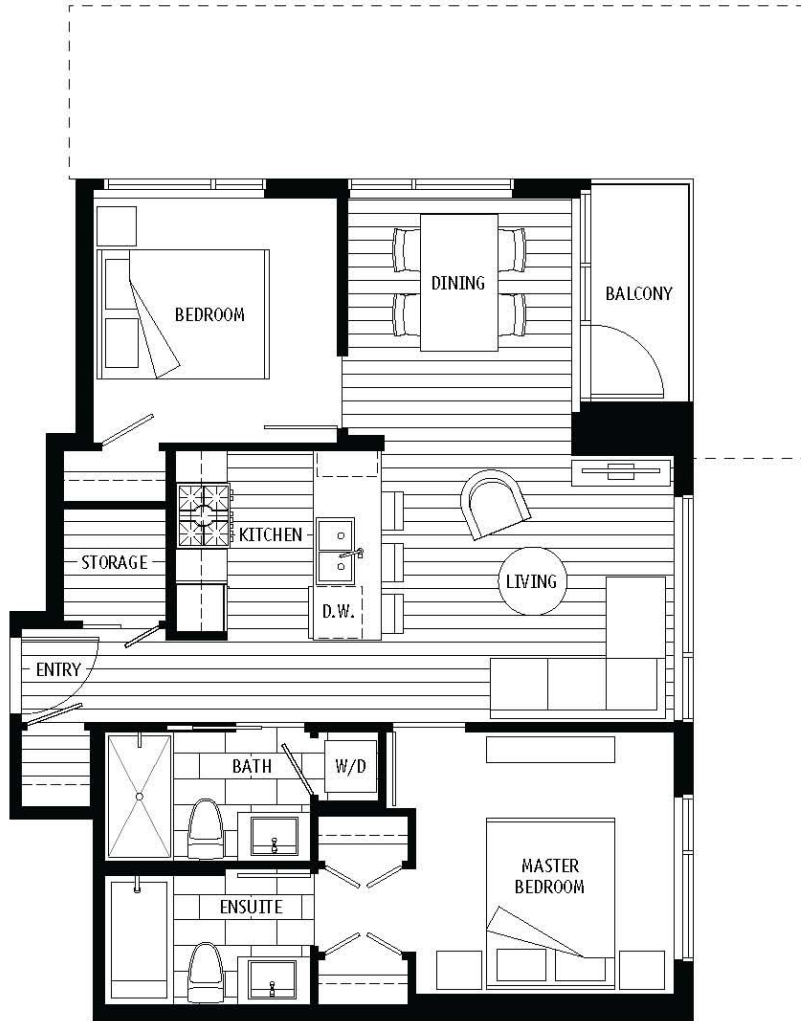 BEDROOM
DINING
BALCONY
KITCHEN
STORAGE
LIVING
D.W.
ENTRY
BATH
W/D
MASTER
BEDROOM
ENSUITE